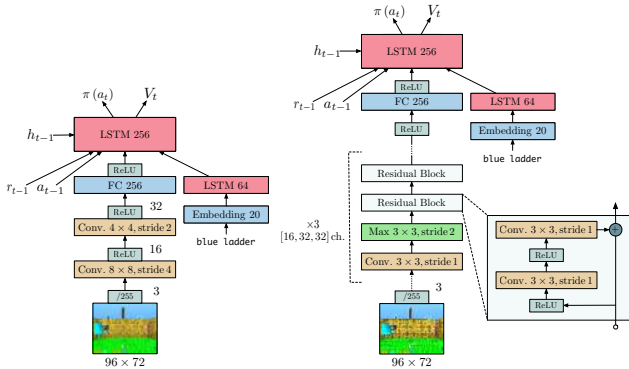 π(a_t) V_t
LSTM 256
h_{t−1}
r_{t−1} a_{t−1}
ReLU
FC 256
LSTM 64
ReLU
32
Embedding 20
Conv. 4 × 4, stride 2
blue ladder
ReLU
16
Conv. 8 × 8, stride 4
/255
3
96 × 72
π(a_t) V_t
LSTM 256
h_{t−1}
r_{t−1} a_{t−1}
ReLU
FC 256
LSTM 64
ReLU
Embedding 20
blue ladder
Residual Block
Residual Block
×3
[16, 32, 32] ch.
Max 3 × 3, stride 2
Conv. 3 × 3, stride 1
/255
3
96 × 72
Conv. 3 × 3, stride 1
+
ReLU
Conv. 3 × 3, stride 1
ReLU